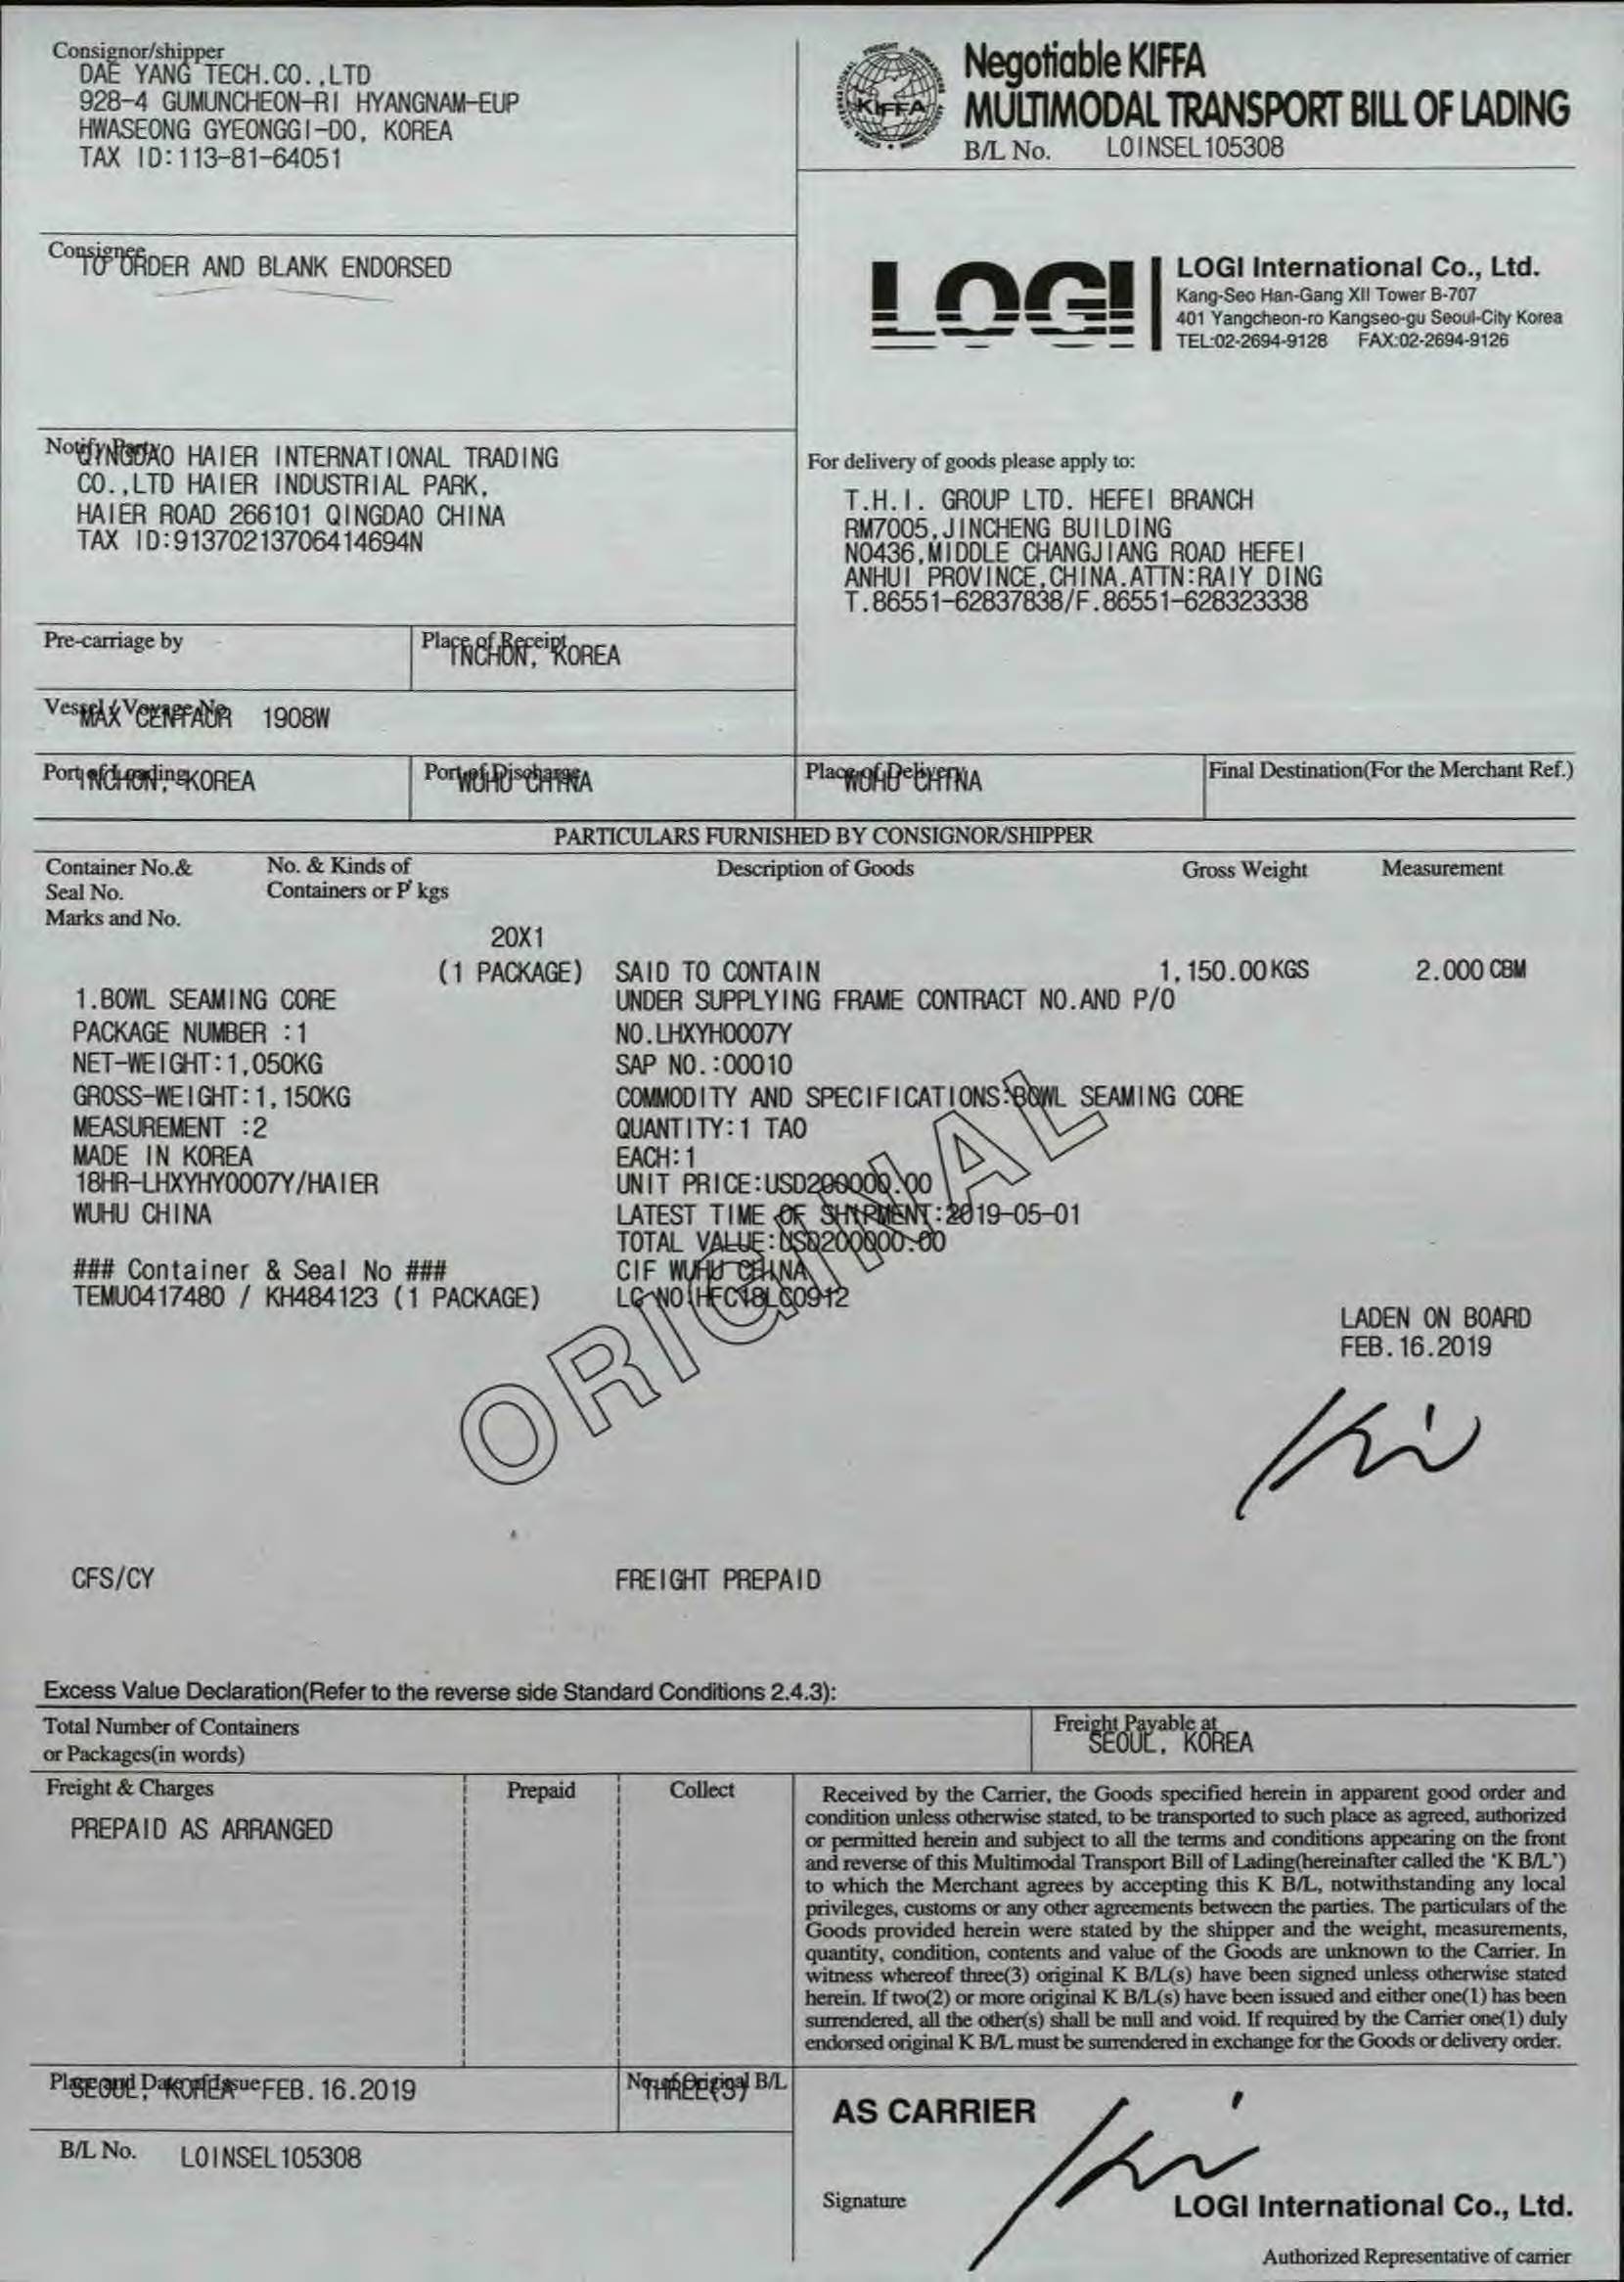 Consignor/shipper
DAE YANG TECH.CO.,LTD
928-4 GUMUNCHEON-RI HYANGNAM-EUP
HWASEONG GYEONGGI-DO, KOREA
TAX ID:113-81-64051
KIFFA
Negotiable KIFFA
MULTIMODAL TRANSPORT BILL OF LADING
B/L No. LOINSEL105308
Consignee
TO ORDER AND BLANK ENDORSED
LOGI
LOGI International Co., Ltd.
Kang-Seo Han-Gang XII Tower B-707
401 Yangcheon-ro Kangseo-gu Seoul-City Korea
TEL:02-2694-9128 FAX:02-2694-9126
Notify Party
QINGDAO HAIER INTERNATIONAL TRADING
CO.,LTD HAIER INDUSTRIAL PARK,
HAIER ROAD 266101 QINGDAO CHINA
TAX ID:91370213706414694N
For delivery of goods please apply to:
T.H.I. GROUP LTD. HEFEI BRANCH
RM7005,JINCHENG BUILDING
NO436,MIDDLE CHANGJIANG ROAD HEFEI
ANHUI PROVINCE,CHINA.ATTN:RAIY DING
T.86551-62837838/F.86551-628323338
Pre-carriage by
Place of Receipt
INCHON, KOREA
Vessel / Voyage No.
MAX CENTAUR 1908W
Port of Loading
INCHON, KOREA
Port of Discharge
WUHU CHINA
Place of Delivery
WUHU CHINA
Final Destination(For the Merchant Ref.)
PARTICULARS FURNISHED BY CONSIGNOR/SHIPPER
Container No.& Seal No. Marks and No.
No. & Kinds of Containers or P'kgs
Description of Goods
Gross Weight
Measurement
20X1
(1 PACKAGE) SAID TO CONTAIN 1,150.00KGS 2.000 CBM
1.BOWL SEAMING CORE
PACKAGE NUMBER :1
NET-WEIGHT:1,050KG
GROSS-WEIGHT:1,150KG
MEASUREMENT :2
MADE IN KOREA
18HR-LHXYHY0007Y/HAIER
WUHU CHINA
### Container & Seal No ###
TEMU0417480 / KH484123 (1 PACKAGE)
UNDER SUPPLYING FRAME CONTRACT NO.AND P/O
NO.LHXYH0007Y
SAP NO.:00010
COMMODITY AND SPECIFICATIONS:BOWL SEAMING CORE
QUANTITY:1 TAO
EACH:1
UNIT PRICE:USD200000.00
LATEST TIME OF SHIPMENT:2019-05-01
TOTAL VALUE:USD200000.00
CIF WUHU CHINA
LC NO:HFC18LC0912
ORIGINAL
LADEN ON BOARD
FEB.16.2019
CFS/CY
FREIGHT PREPAID
Excess Value Declaration(Refer to the reverse side Standard Conditions 2.4.3):
Total Number of Containers
or Packages(in words)
Freight Payable at
SEOUL, KOREA
Freight & Charges Prepaid Collect
PREPAID AS ARRANGED
Received by the Carrier, the Goods specified herein in apparent good order and
condition unless otherwise stated, to be transported to such place as agreed, authorized
or permitted herein and subject to all the terms and conditions appearing on the front
and reverse of this Multimodal Transport Bill of Lading(hereinafter called the 'K B/L')
to which the Merchant agrees by accepting this K B/L, notwithstanding any local
privileges, customs or any other agreements between the parties. The particulars of the
Goods provided herein were stated by the shipper and the weight, measurements,
quantity, condition, contents and value of the Goods are unknown to the Carrier. In
witness whereof three(3) original K B/L(s) have been signed unless otherwise stated
herein. If two(2) or more original K B/L(s) have been issued and either one(1) has been
surrendered, all the other(s) shall be null and void. If required by the Carrier one(1) duly
endorsed original K B/L must be surrendered in exchange for the Goods or delivery order.
Place and Date of Issue
SEOUL, KOREA FEB.16.2019
No. of Original B/L
THREE(3)
B/L No. LOINSEL105308
AS CARRIER
Signature
LOGI International Co., Ltd.
Authorized Representative of carrier